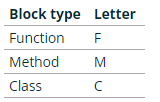 Block type Letter
Function F
Method M
Class C